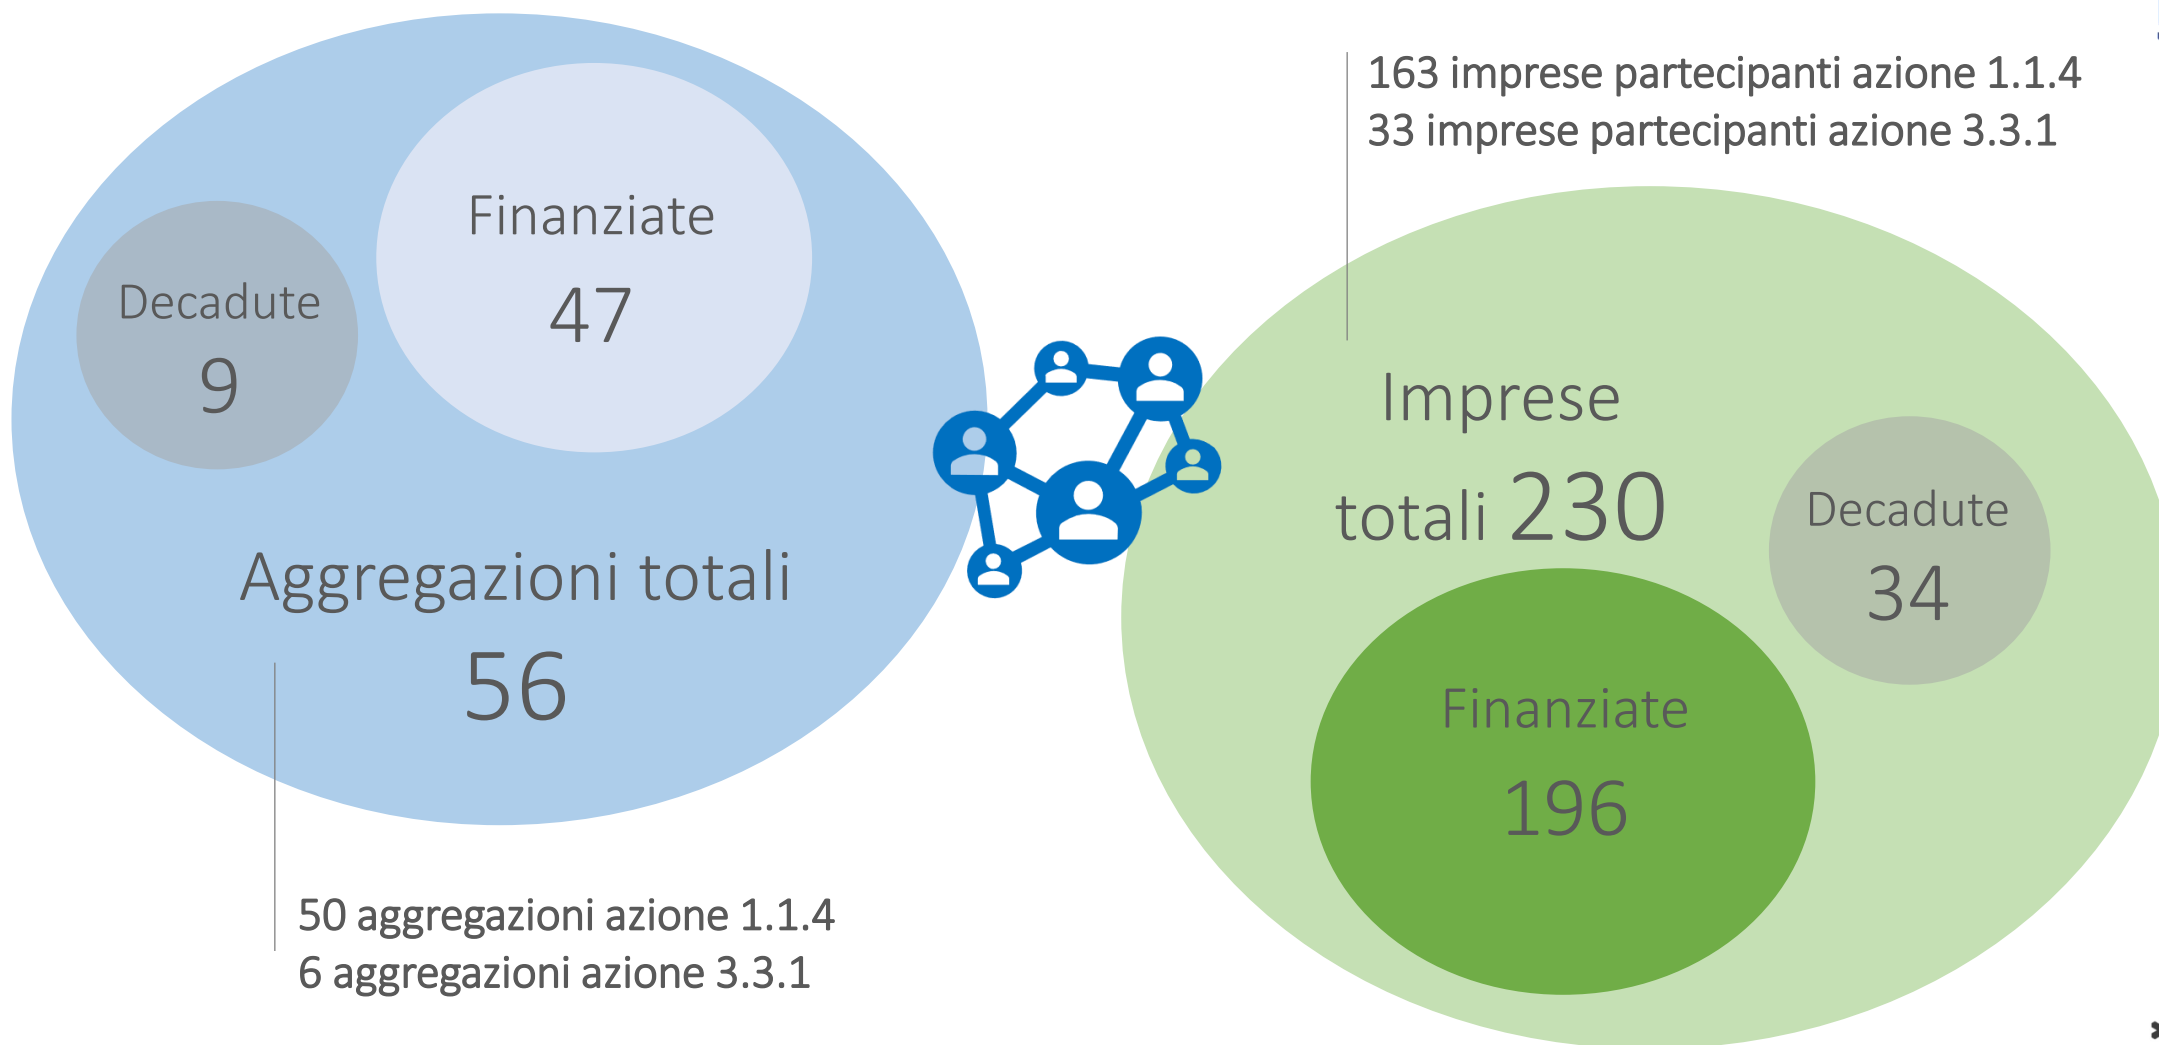 Finanziate
47
Decadute
9
Aggregazioni totali
56
50 aggregazioni azione 1.1.4
6 aggregazioni azione 3.3.1
163 imprese partecipanti azione 1.1.4
33 imprese partecipanti azione 3.3.1
Imprese
totali 230
Decadute
34
Finanziate
196